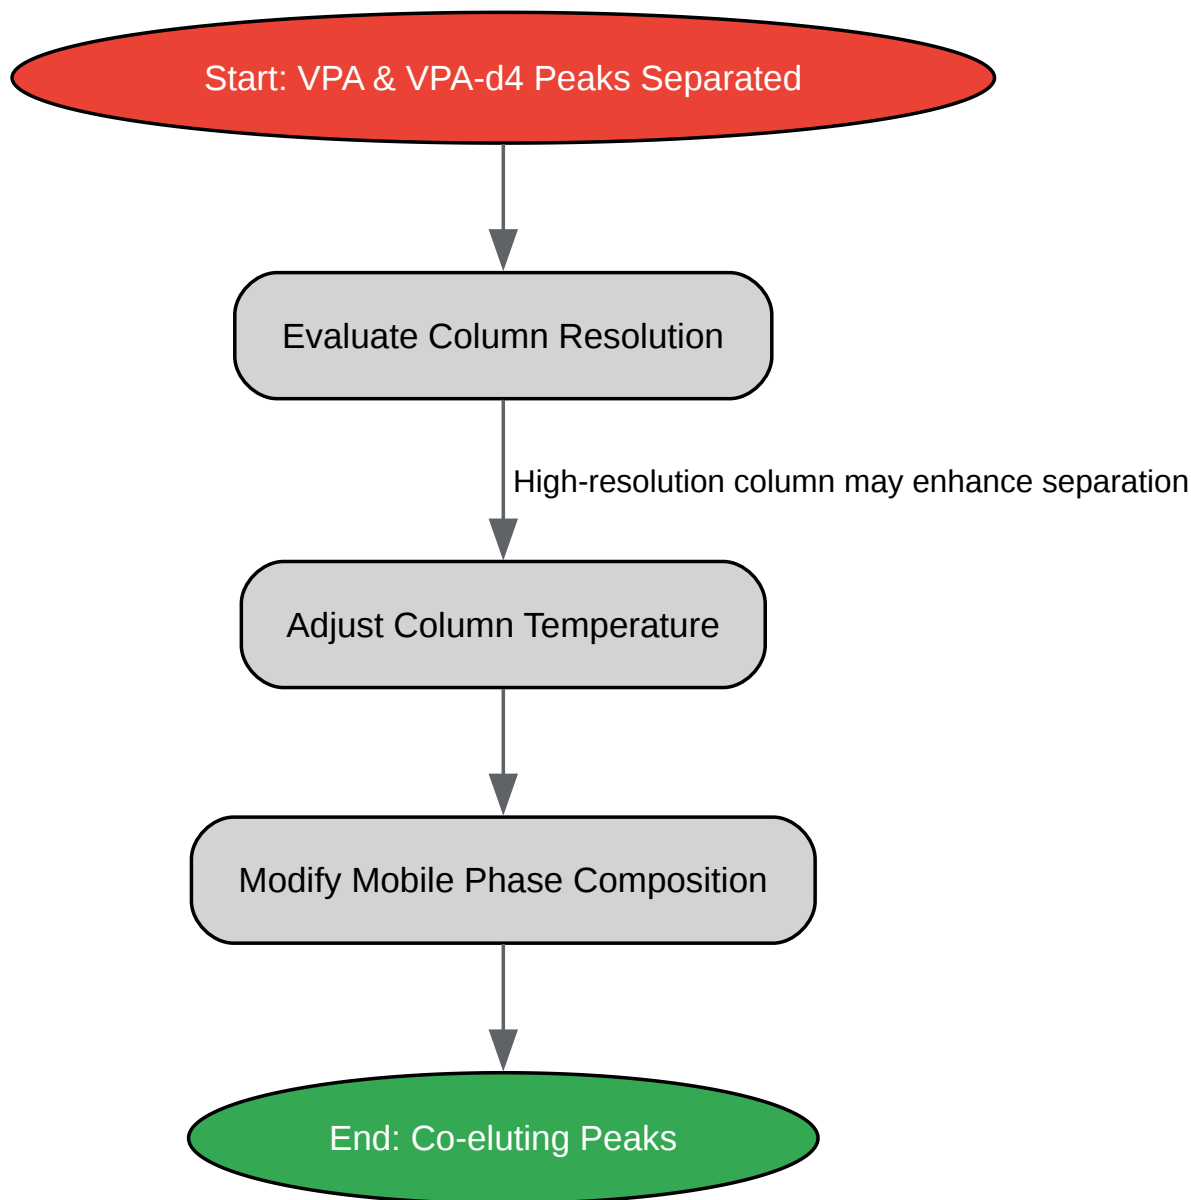 Start: VPA & VPA-d4 Peaks Separated
Evaluate Column Resolution
High-resolution column may enhance separation
Adjust Column Temperature
Modify Mobile Phase Composition
End: Co-eluting Peaks